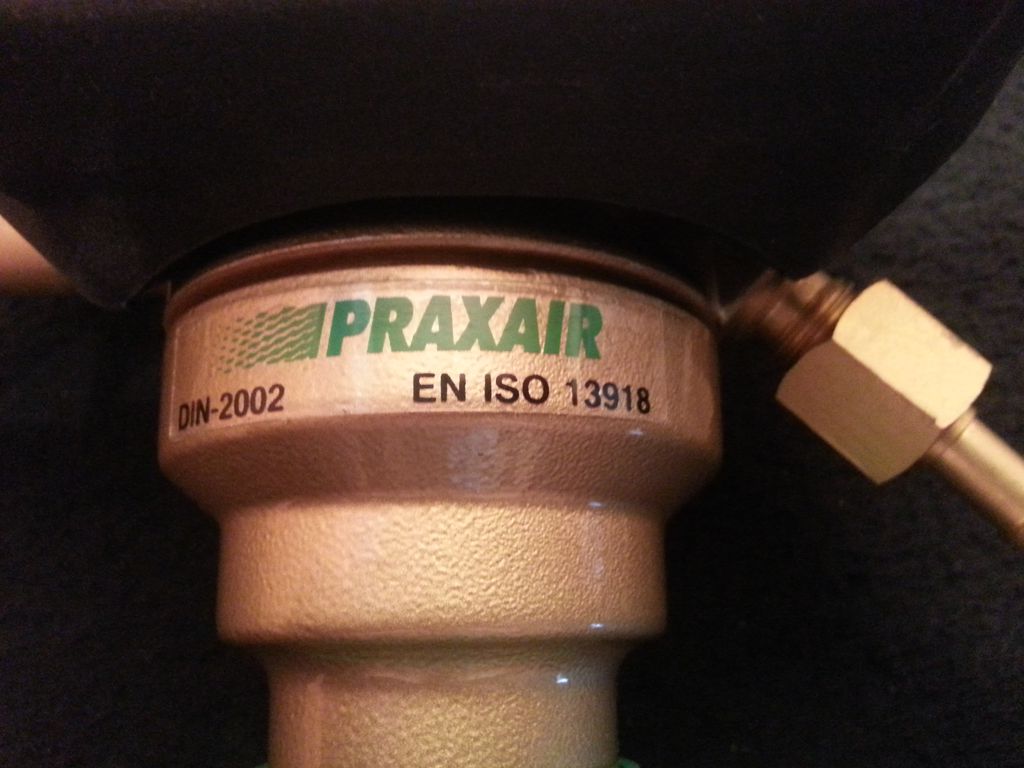 PRAXAIR
DIN-2002 EN ISO 13918